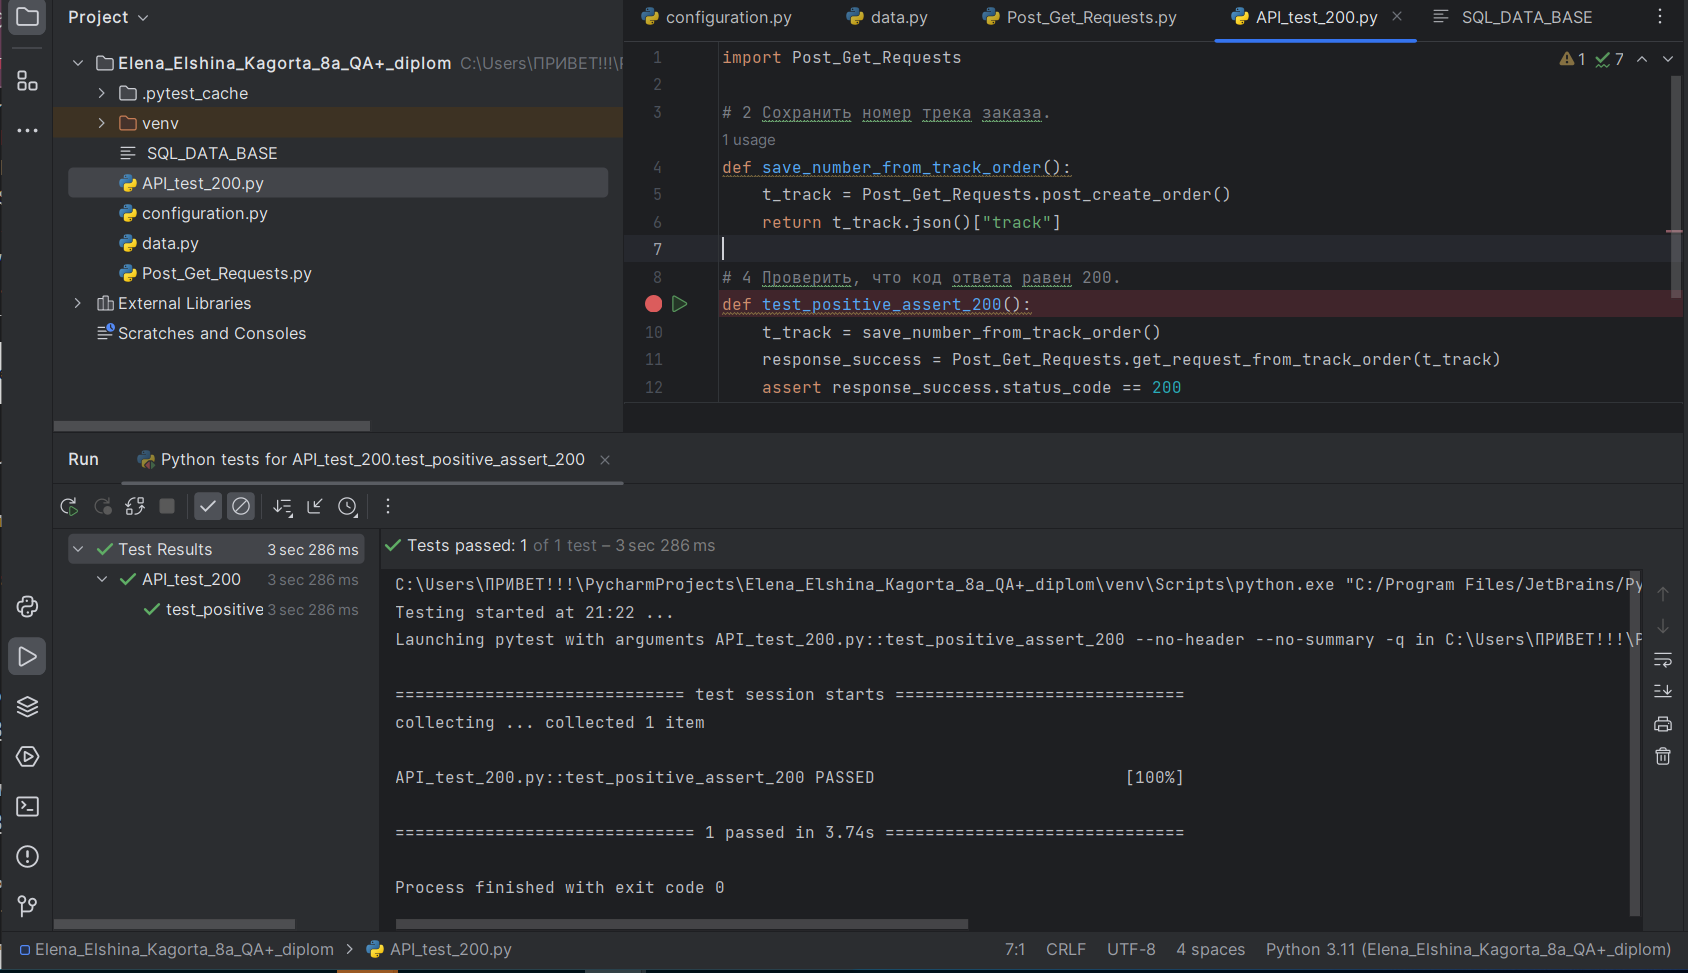 Project
Elena_Elshina_Kagorta_8a_QA+_diplom C:\Users\ПРИВЕТ!!!\
.pytest_cache
venv
SQL_DATA_BASE
API_test_200.py
configuration.py
data.py
Post_Get_Requests.py
External Libraries
Scratches and Consoles
configuration.py data.py Post_Get_Requests.py API_test_200.py SQL_DATA_BASE
1 7
1 import Post_Get_Requests
2
3 # 2 Сохранить номер трека заказа.
1 usage
4 def save_number_from_track_order():
5 t_track = Post_Get_Requests.post_create_order()
6 return t_track.json()["track"]
7
8 # 4 Проверить, что код ответа равен 200.
def test_positive_assert_200():
10 t_track = save_number_from_track_order()
11 response_success = Post_Get_Requests.get_request_from_track_order(t_track)
12 assert response_success.status_code == 200
Run Python tests for API_test_200.test_positive_assert_200
Test Results 3 sec 286 ms
API_test_200 3 sec 286 ms
test_positive 3 sec 286 ms
Tests passed: 1 of 1 test – 3 sec 286 ms
C:\Users\ПРИВЕТ!!!\PycharmProjects\Elena_Elshina_Kagorta_8a_QA+_diplom\venv\Scripts\python.exe "C:/Program Files/JetBrains/Py
Testing started at 21:22 ...
Launching pytest with arguments API_test_200.py::test_positive_assert_200 --no-header --no-summary -q in C:\Users\ПРИВЕТ!!!\P
============================= test session starts =============================
collecting ... collected 1 item
API_test_200.py::test_positive_assert_200 PASSED [100%]
============================== 1 passed in 3.74s ==============================
Process finished with exit code 0
Elena_Elshina_Kagorta_8a_QA+_diplom > API_test_200.py
7:1 CRLF UTF-8 4 spaces Python 3.11 (Elena_Elshina_Kagorta_8a_QA+_diplom)